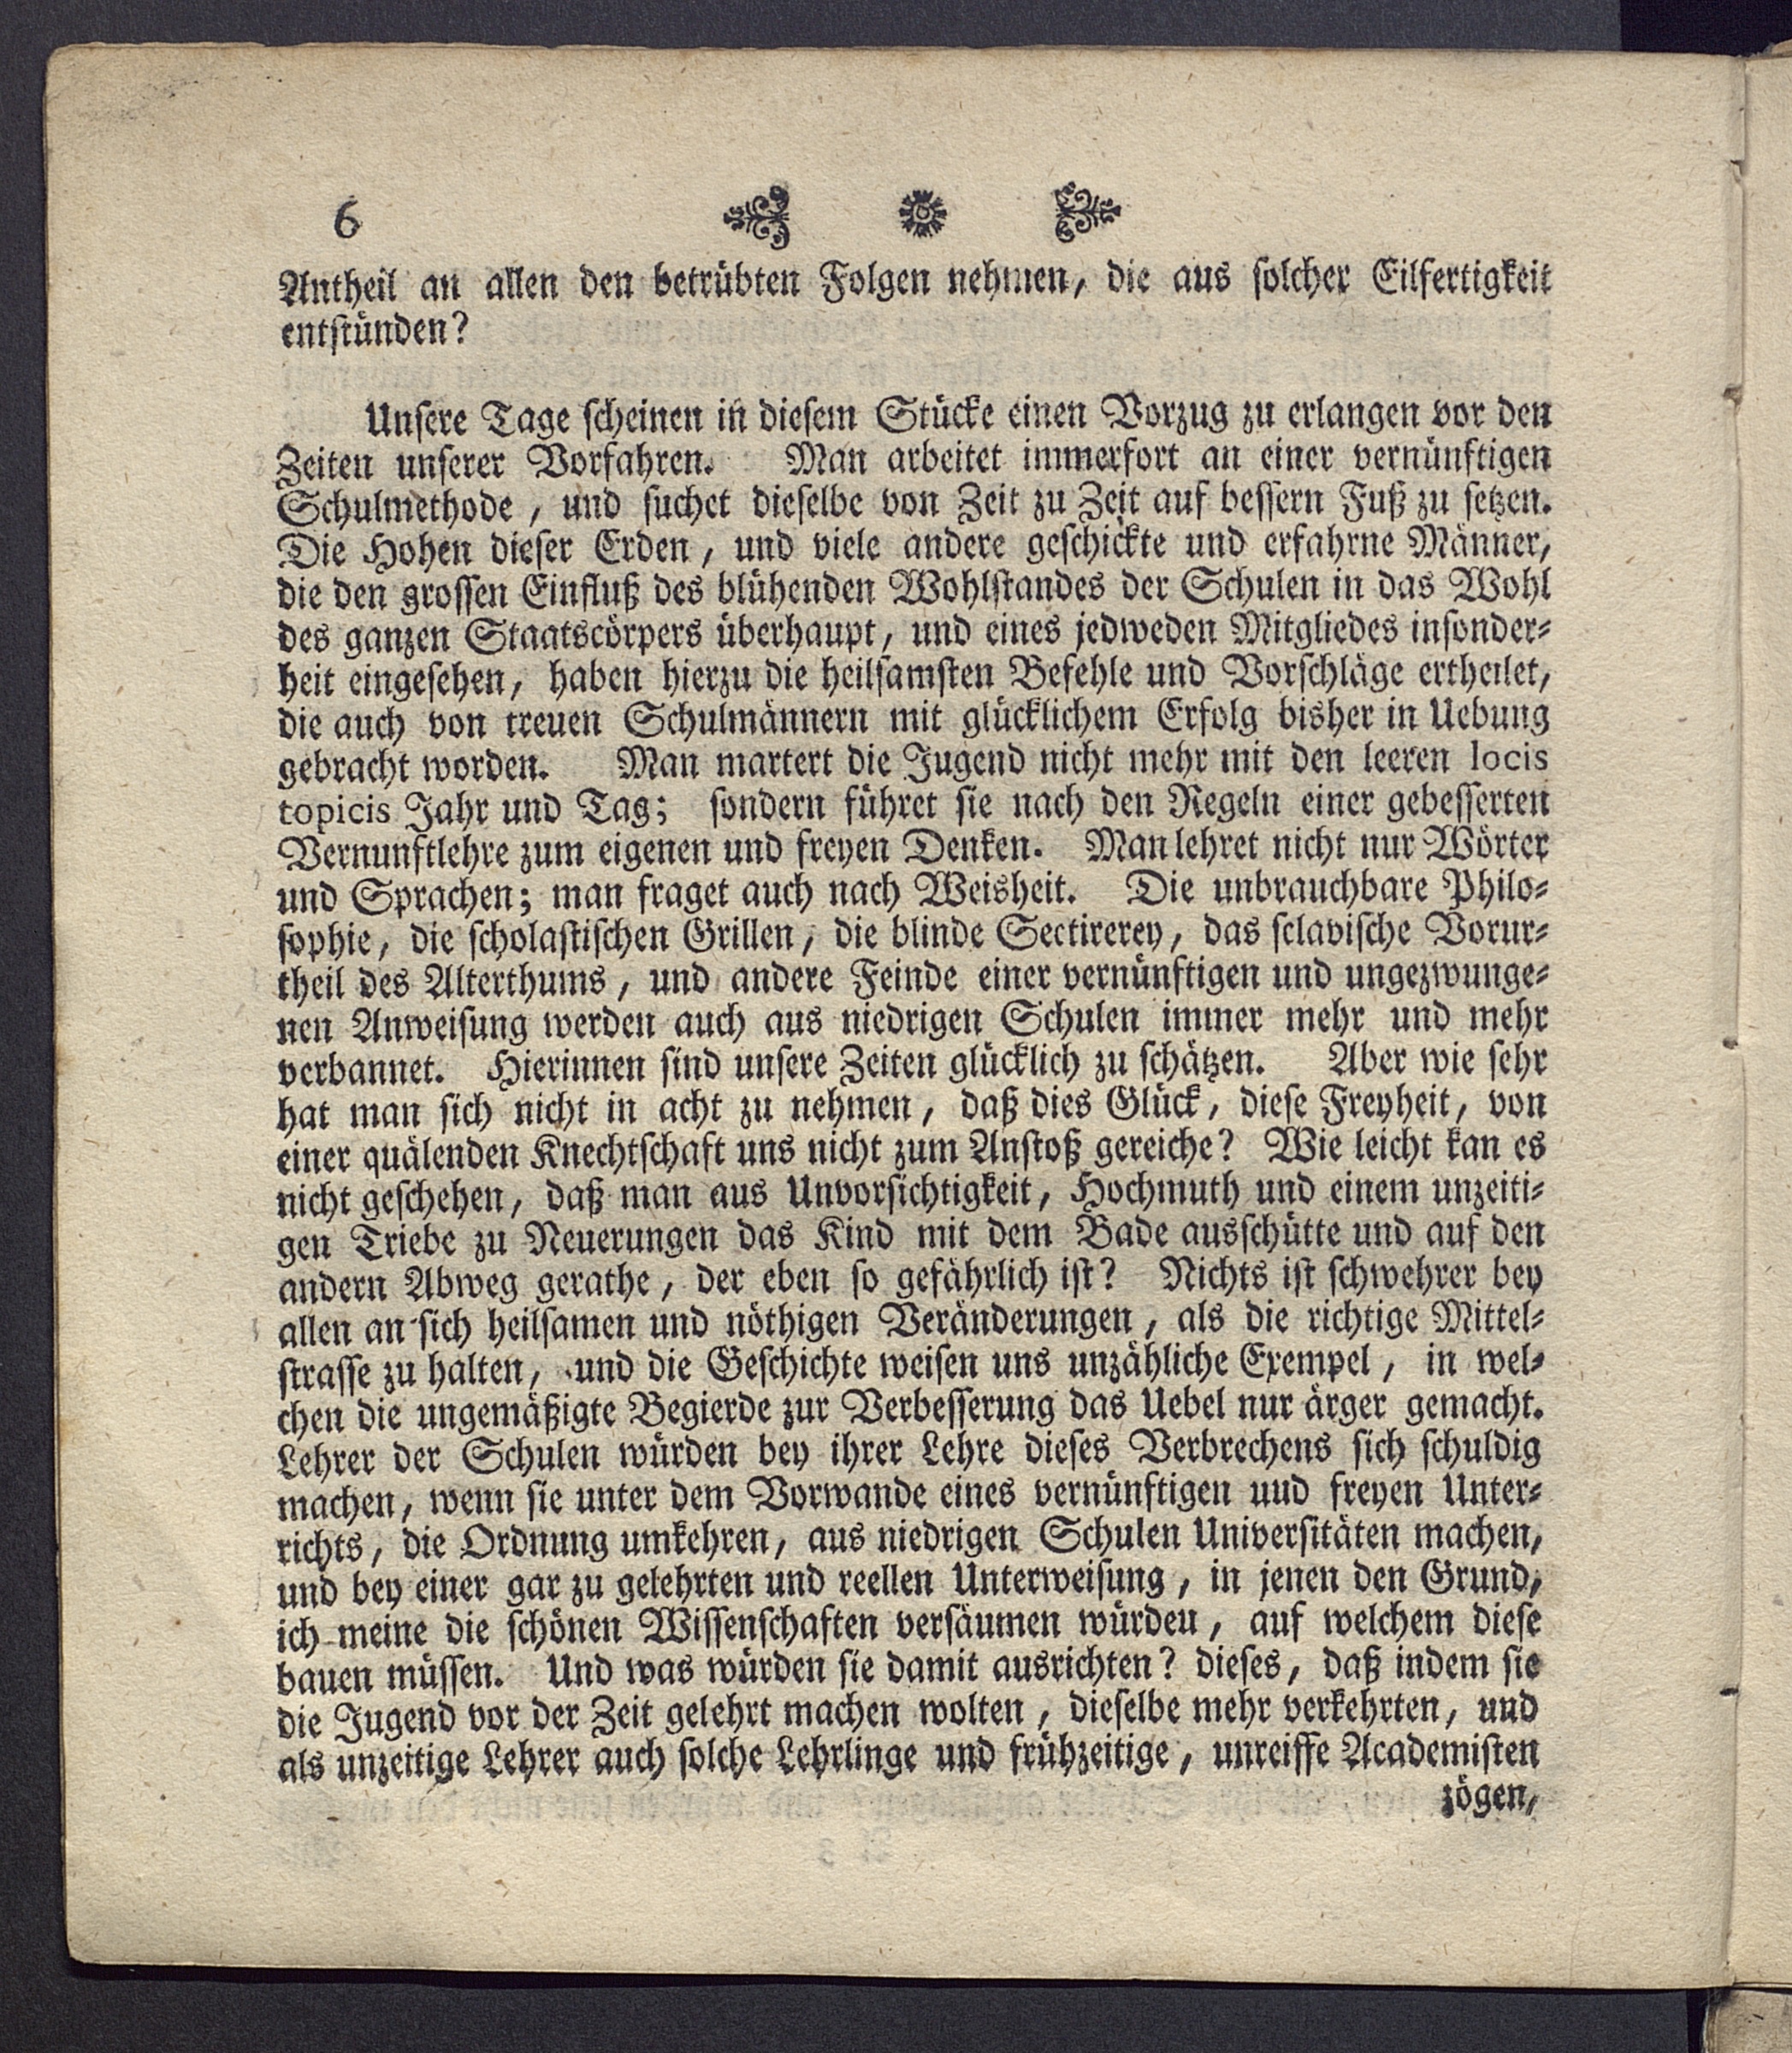 6
Antheil an allen den betrübten Folgen nehmen, die aus solcher Eilfertigkeit
entstünden?
Unsere Tage scheinen in diesem Stücke einen Vorzug zu erlangen vor den
Zeiten unserer Vorfahren. Man arbeitet immerfort an einer vernünftigen
Schulmethode, und suchet dieselbe von Zeit zu Zeit auf bessern Fuß zu setzen.
Die Hohen dieser Erden, und viele andere geschickte und erfahrne Männer,
die den grossen Einfluß des blühenden Wohlstandes der Schulen in das Wohl
des ganzen Staatscörpers überhaupt, und eines jedweden Mitgliedes insonder-
heit eingesehen, haben hierzu die heilsamsten Befehle und Vorschläge ertheilet,
die auch von treuen Schulmännern mit glücklichem Erfolg bisher in Uebung
gebracht worden. Man martert die Jugend nicht mehr mit den leeren locis
topicis Jahr und Tag; sondern führet sie nach den Regeln einer gebesserten
Vernunftlehre zum eigenen und freyen Denken. Man lehret nicht nur Wörter
und Sprachen; man fraget auch nach Weisheit. Die unbrauchbare Philo-
sophie, die scholastischen Grillen, die blinde Sectirerey, das sclavische Vorur-
theil des Alterthums, und andere Feinde einer vernünftigen und ungezwunge-
nen Anweisung werden auch aus niedrigen Schulen immer mehr und mehr
verbannet. Hierinnen sind unsere Zeiten glücklich zu schätzen. Aber wie sehr
hat man sich nicht in acht zu nehmen, daß dies Glück, diese Freyheit, von
einer quälenden Knechtschaft uns nicht zum Anstoß gereiche? Wie leicht kan es
nicht geschehen, daß man aus Unvorsichtigkeit, Hochmuth und einem unzeiti-
gen Triebe zu Neuerungen das Kind mit dem Bade ausschütte und auf den
andern Abweg gerathe, der eben so gefährlich ist? Nichts ist schwehrer bey
allen an sich heilsamen und nöthigen Veränderungen, als die richtige Mittel-
strasse zu halten, und die Geschichte weisen uns unzähliche Exempel, in wel-
chen die ungemäßigte Begierde zur Verbesserung das Uebel nur ärger gemacht.
Lehrer der Schulen würden bey ihrer Lehre dieses Verbrechens sich schuldig
machen, wenn sie unter dem Vorwande eines vernünftigen uud freyen Unter-
richts, die Ordnung umkehren, aus niedrigen Schulen Universitäten machen,
und bey einer gar zu gelehrten und reellen Unterweisung, in jenen den Grund,
ich meine die schönen Wissenschaften versäumen würdeu, auf welchem diese
bauen müssen. Und was würden sie damit ausrichten? dieses, daß indem sie
die Jugend vor der Zeit gelehrt machen wolten, dieselbe mehr verkehrten, und
als unzeitige Lehrer auch solche Lehrlinge und frühzeitige, unreiffe Academisten
zögen,